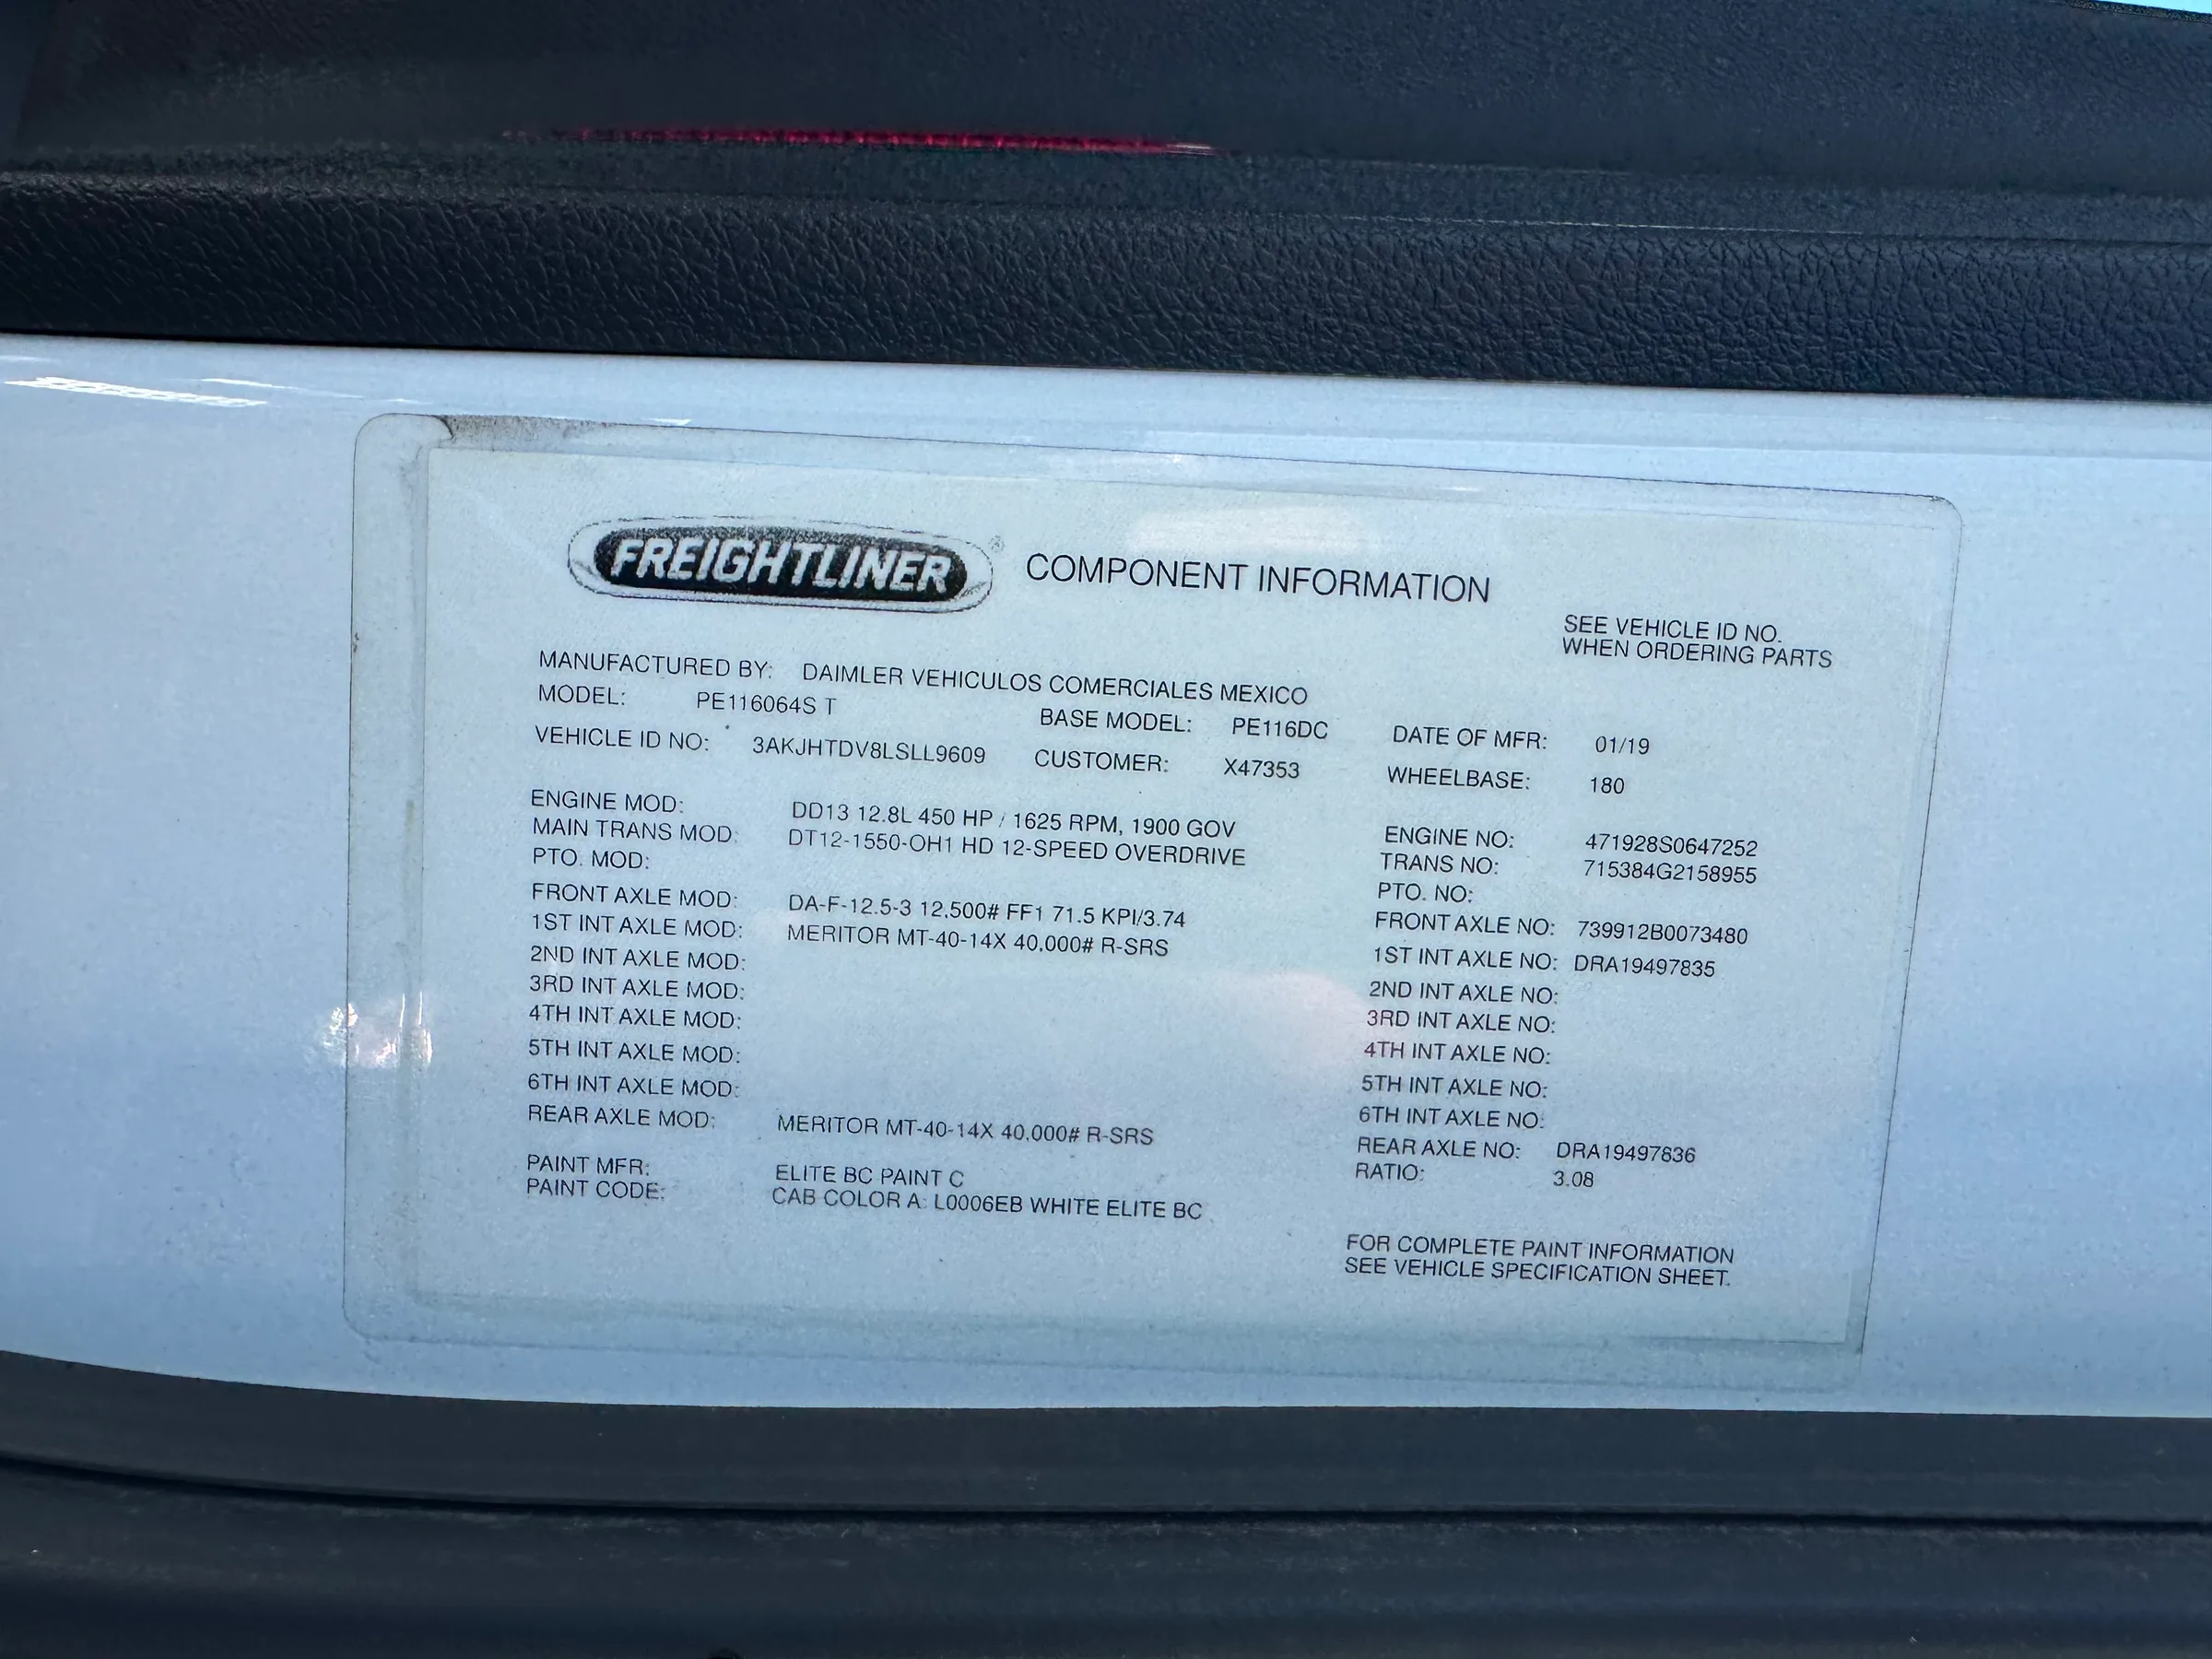 FREIGHTLINER ® COMPONENT INFORMATION
SEE VEHICLE ID NO.
WHEN ORDERING PARTS
MANUFACTURED BY: DAIMLER VEHICULOS COMERCIALES MEXICO
MODEL: PE116064S T BASE MODEL: PE116DC DATE OF MFR: 01/19
VEHICLE ID NO: 3AKJHTDV8LSLL9609 CUSTOMER: X47353 WHEELBASE: 180
ENGINE MOD: DD13 12.8L 450 HP / 1625 RPM, 1900 GOV ENGINE NO: 471928S0647252
MAIN TRANS MOD: DT12-1550-OH1 HD 12-SPEED OVERDRIVE TRANS NO: 715384G2158955
PTO. MOD: PTO. NO:
FRONT AXLE MOD: DA-F-12.5-3 12,500# FF1 71.5 KPI/3.74 FRONT AXLE NO: 739912B0073480
1ST INT AXLE MOD: MERITOR MT-40-14X 40,000# R-SRS 1ST INT AXLE NO: DRA19497835
2ND INT AXLE MOD: 2ND INT AXLE NO:
3RD INT AXLE MOD: 3RD INT AXLE NO:
4TH INT AXLE MOD: 4TH INT AXLE NO:
5TH INT AXLE MOD: 5TH INT AXLE NO:
6TH INT AXLE MOD: 6TH INT AXLE NO:
REAR AXLE MOD: MERITOR MT-40-14X 40,000# R-SRS REAR AXLE NO: DRA19497836
RATIO: 3.08
PAINT MFR: ELITE BC PAINT C
PAINT CODE: CAB COLOR A: L0006EB WHITE ELITE BC
FOR COMPLETE PAINT INFORMATION
SEE VEHICLE SPECIFICATION SHEET.